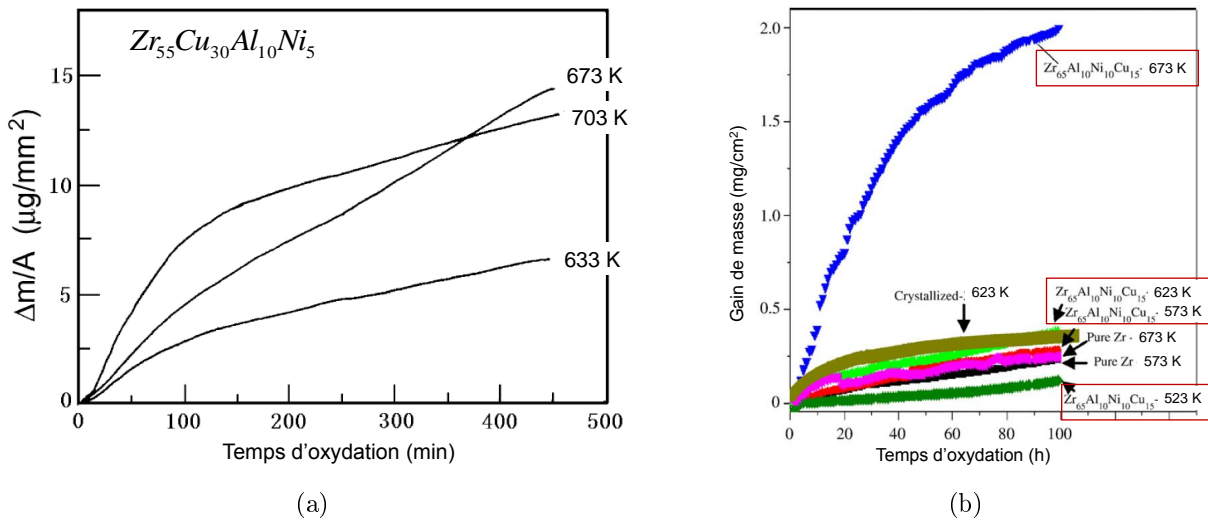 Zr55Cu30Al10Ni5
673 K
703 K
633 K
15
10
5
0
0
100
200
300
400
500
Δm/A (μg/mm²)
Temps d'oxydation (min)
(a)
2.0
1.5
1.0
0.5
0
0
20
40
60
80
100
Gain de masse (mg/cm²)
Zr65Al10Ni10Cu15- 673 K
Crystallized- 623 K
Zr65Al10Ni10Cu15- 623 K
Zr65Al10Ni10Cu15- 573 K
Pure Zr - 673 K
Pure Zr 573 K
Zr65Al10Ni10Cu15- 523 K
Temps d'oxydation (h)
(b)